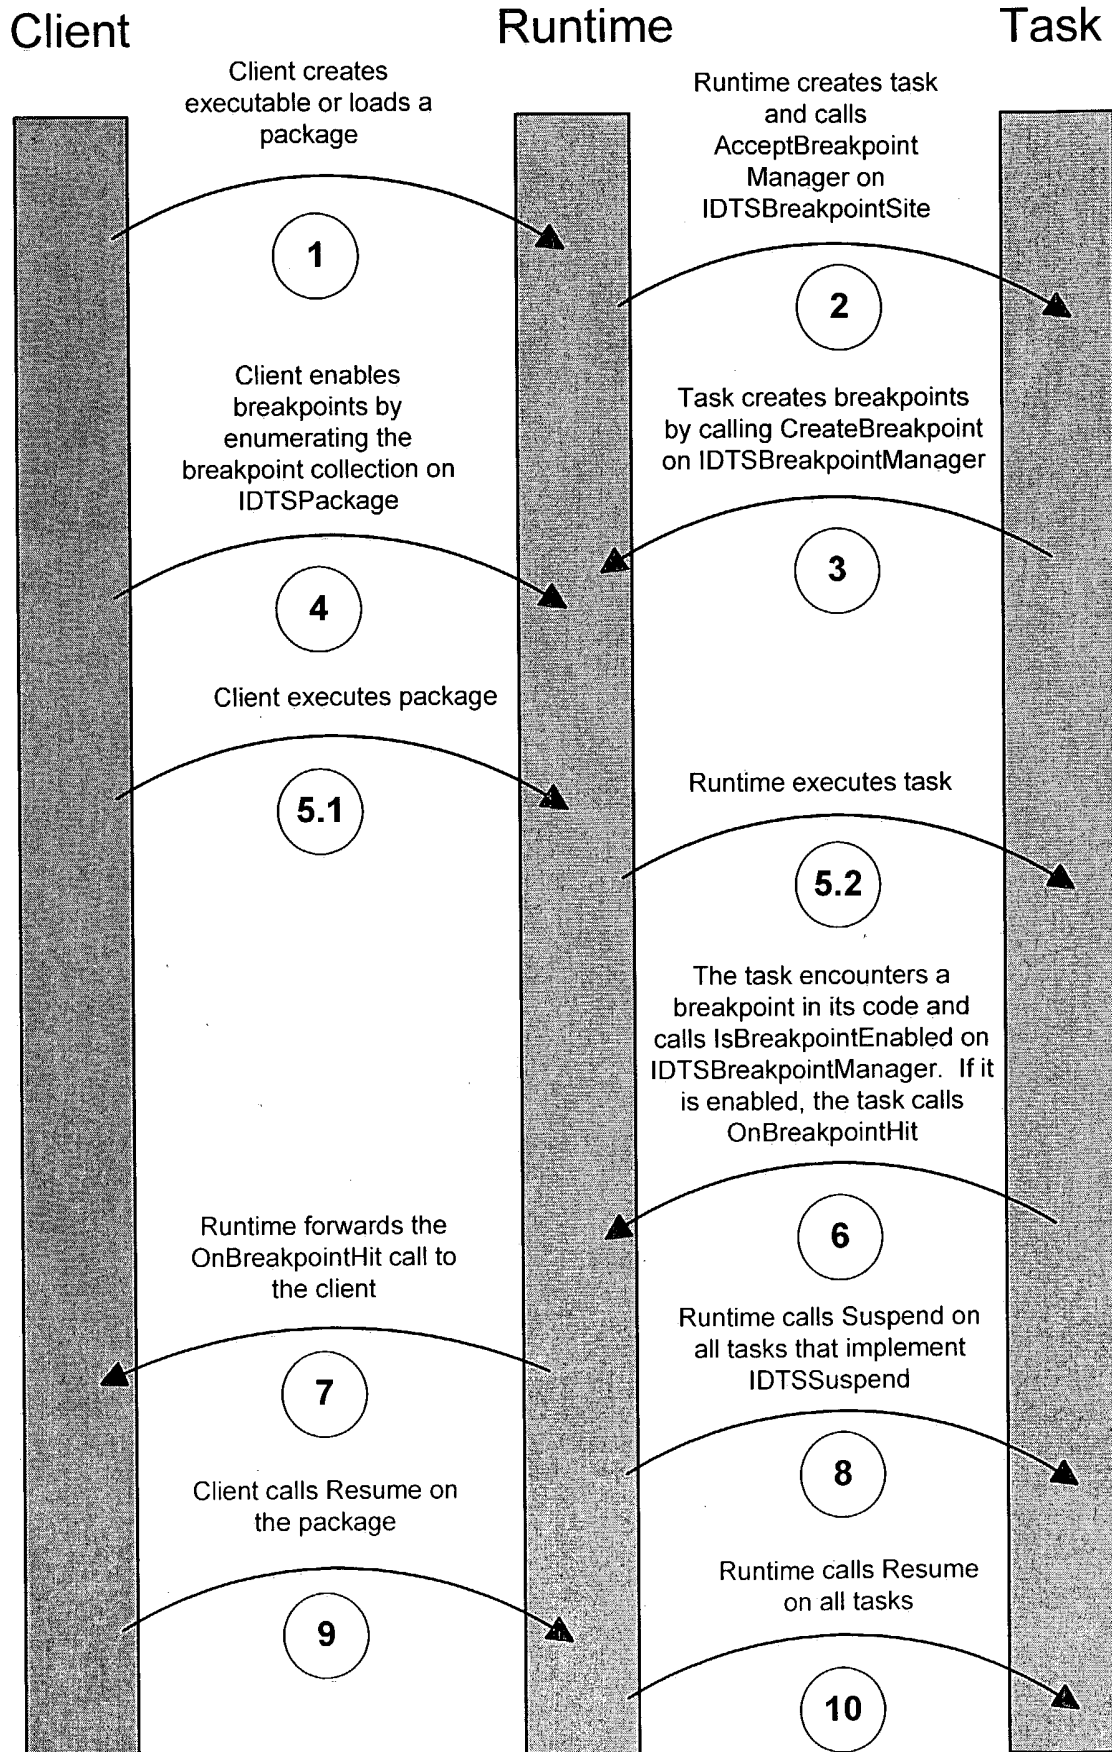 Client
Runtime
Task
Client creates
executable or loads a
package
1
Runtime creates task
and calls
AcceptBreakpoint
Manager on
IDTSBreakpointSite
2
Task creates breakpoints
by calling CreateBreakpoint
on IDTSBreakpointManager
3
Client enables
breakpoints by
enumerating the
breakpoint collection on
IDTSPackage
4
Client executes package
5.1
Runtime executes task
5.2
The task encounters a
breakpoint in its code and
calls IsBreakpointEnabled on
IDTSBreakpointManager. If it
is enabled, the task calls
OnBreakpointHit
6
Runtime forwards the
OnBreakpointHit call to
the client
7
Runtime calls Suspend on
all tasks that implement
IDTSSuspend
8
Client calls Resume on
the package
9
Runtime calls Resume
on all tasks
10